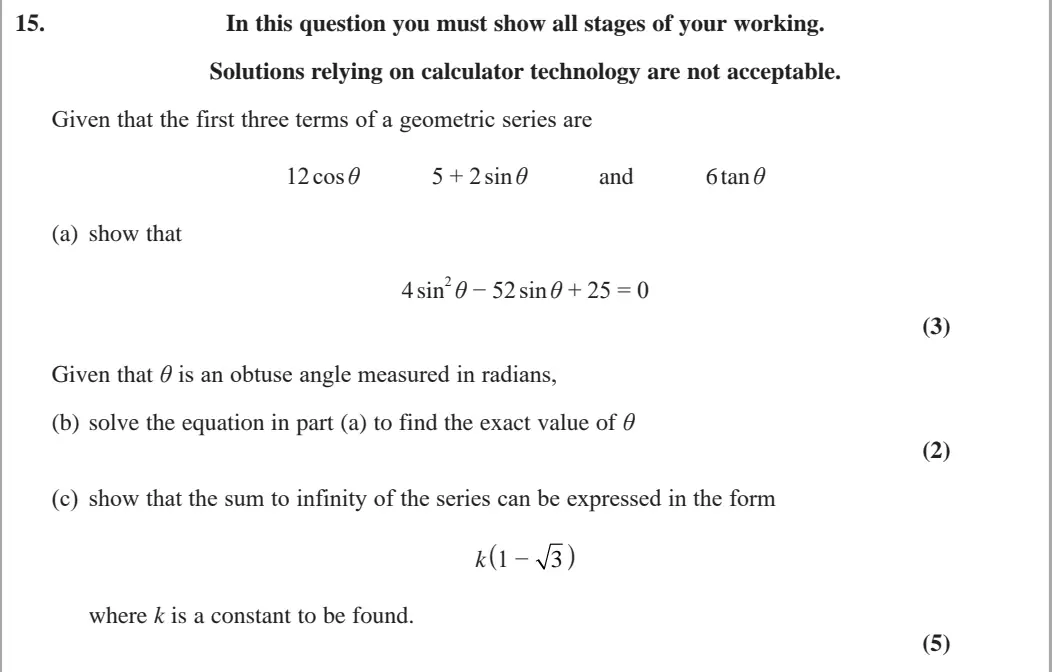 15. In this question you must show all stages of your working.
Solutions relying on calculator technology are not acceptable.
Given that the first three terms of a geometric series are
12 cos θ 5 + 2 sin θ and 6 tan θ
(a) show that
4 sin² θ − 52 sin θ + 25 = 0
(3)
Given that θ is an obtuse angle measured in radians,
(b) solve the equation in part (a) to find the exact value of θ
(2)
(c) show that the sum to infinity of the series can be expressed in the form
k(1 − √3)
where k is a constant to be found.
(5)